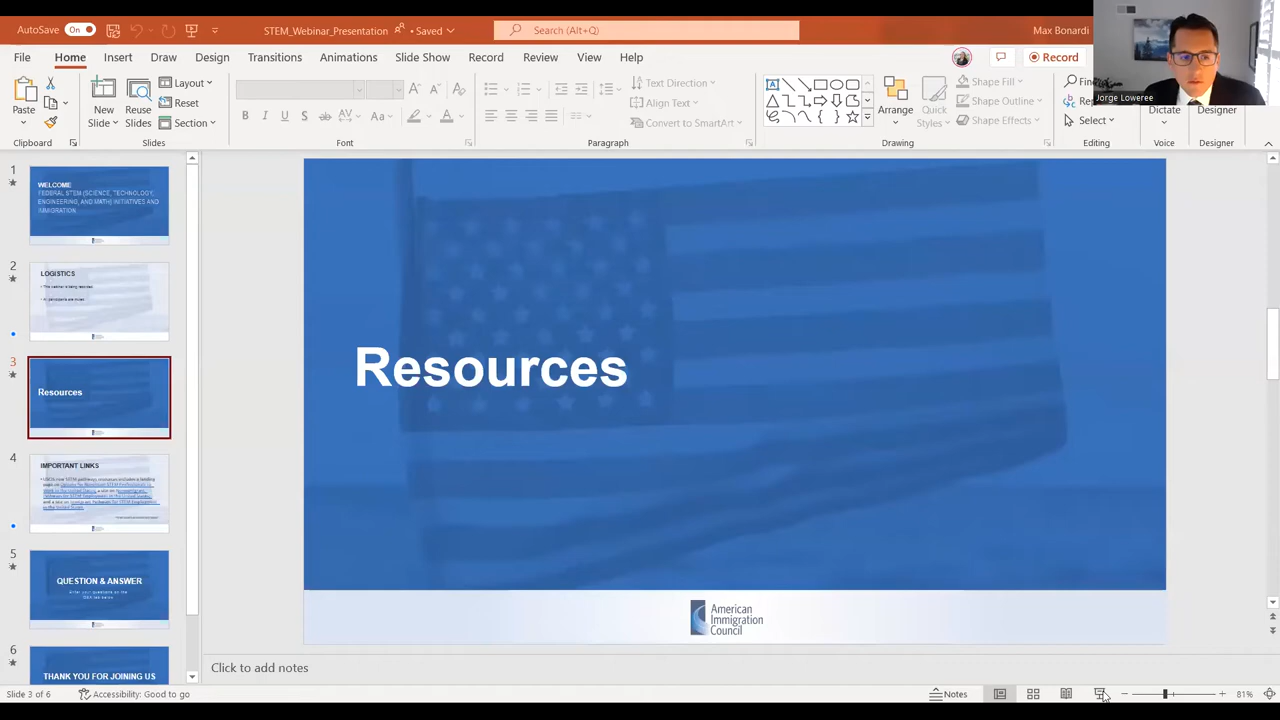 AutoSave On
STEM_Webinar_Presentation
• Saved
Search (Alt+Q)
Max Bonardi
Jorge Loweree
File Home Insert Draw Design Transitions Animations Slide Show Record Review View Help
Record
Paste
New Slide
Reuse Slides
Layout
Reset
Section
Text Direction
Align Text
Convert to SmartArt
Arrange
Quick Styles
Shape Fill
Shape Outline
Shape Effects
Select
Dictate
Designer
Clipboard
Slides
Font
Paragraph
Drawing
Editing
Voice
Designer
1
WELCOME
FEDERAL STEM (SCIENCE, TECHNOLOGY,
ENGINEERING, AND MATH) INITIATIVES AND
IMMIGRATION
2
LOGISTICS
3
Resources
4
IMPORTANT LINKS
5
QUESTION & ANSWER
6
THANK YOU FOR JOINING US
Resources
American
Immigration
Council
Click to add notes
Slide 3 of 6
Accessibility: Good to go
Notes
81%